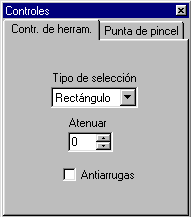 Controles
Contr. de herram. Punta de pincel
Tipo de selección
Rectángulo
Atenuar
0
Antiarrugas